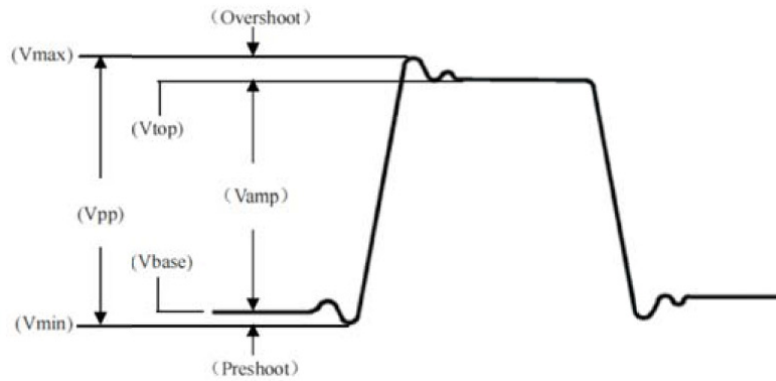 （Overshoot）
(Vmax)
(Vtop)
(Vamp)
(Vpp)
(Vbase)
(Vmin)
（Preshoot）